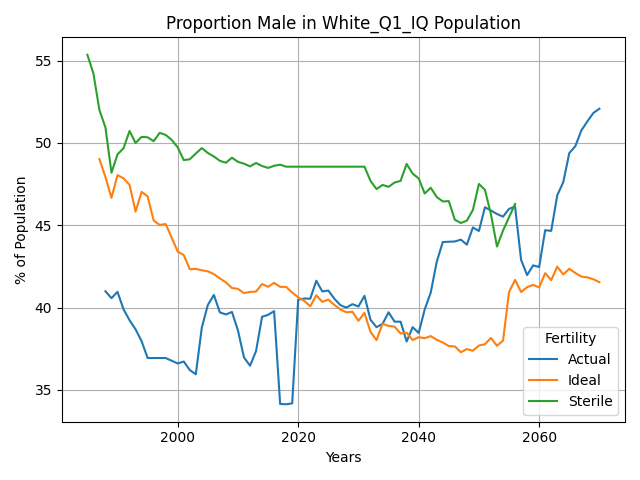 Proportion Male in White_Q1_IQ Population
% of Population
55
50
45
40
35
2000
2020
2040
2060
Years
Fertility
Actual
Ideal
Sterile